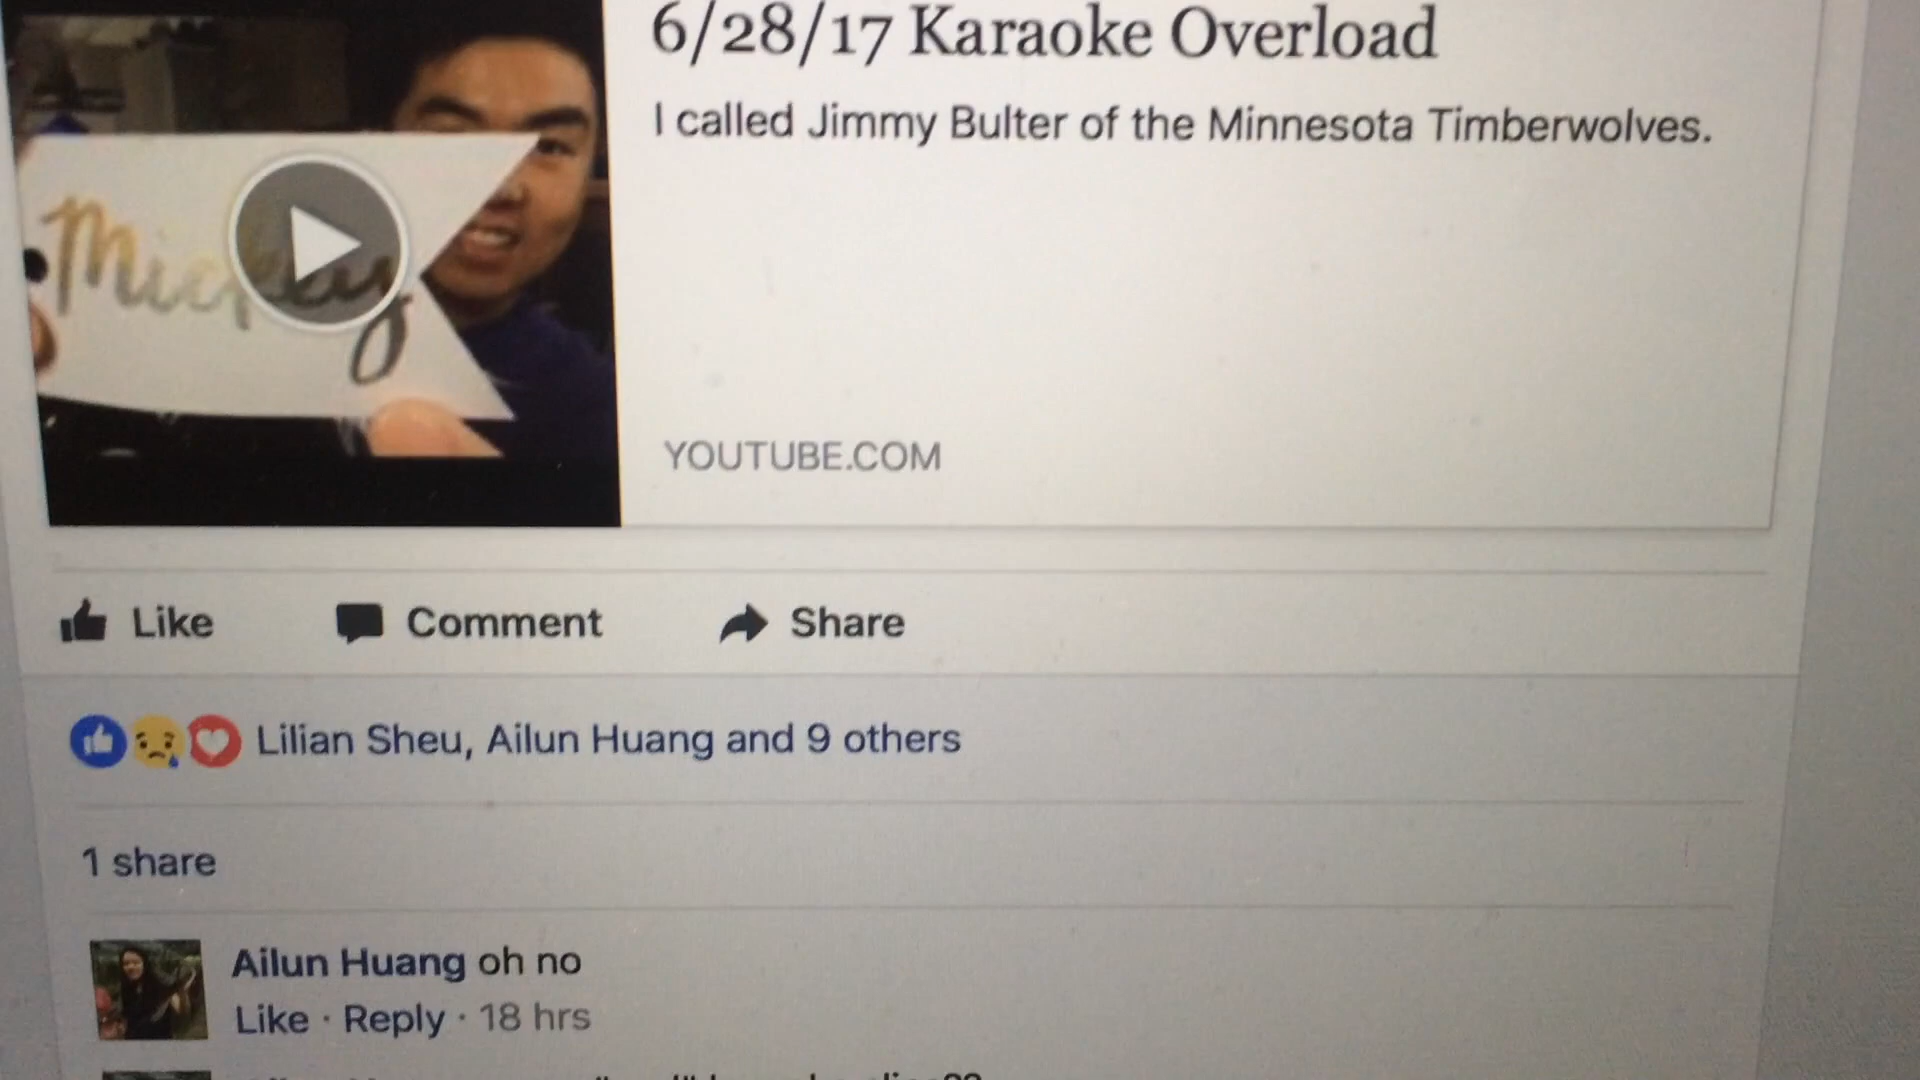 6/28/17 Karaoke Overload
I called Jimmy Bulter of the Minnesota Timberwolves.
Mickey
YOUTUBE.COM
Like Comment Share
Lilian Sheu, Ailun Huang and 9 others
1 share
Ailun Huang oh no
Like · Reply · 18 hrs